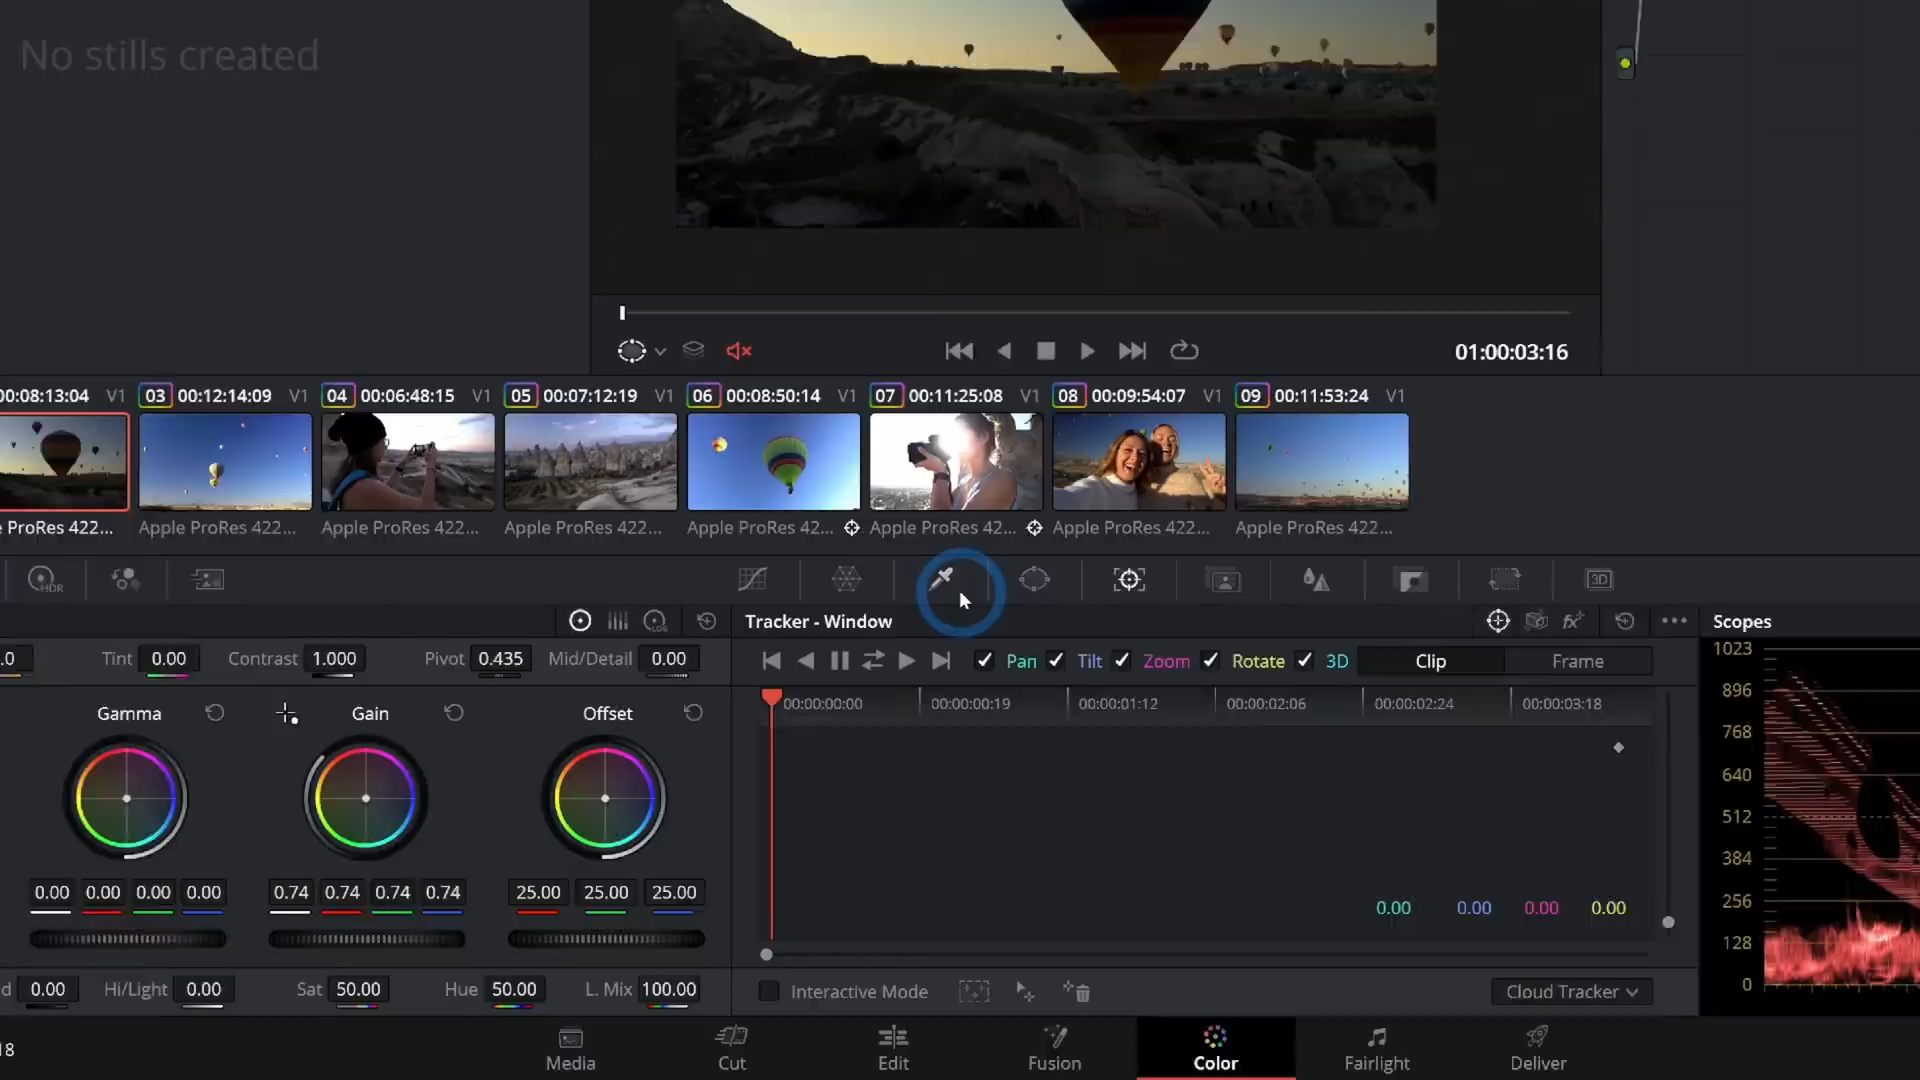 No stills created
01:00:03:16
00:08:13:04 V1 03 00:12:14:09 V1 04 00:06:48:15 V1 05 00:07:12:19 V1 06 00:08:50:14 V1 07 00:11:25:08 V1 08 00:09:54:07 V1 09 00:11:53:24 V1
e ProRes 422... Apple ProRes 422... Apple ProRes 422... Apple ProRes 422... Apple ProRes 42... Apple ProRes 42... Apple ProRes 422... Apple ProRes 422...
HDR 3D
Tracker - Window LOG fx Scopes
.0 Tint 0.00 Contrast 1.000 Pivot 0.435 Mid/Detail 0.00 Pan Tilt Zoom Rotate 3D Clip Frame
Gamma Gain Offset
00:00:00:00 00:00:00:19 00:00:01:12 00:00:02:06 00:00:02:24 00:00:03:18
1023
896
768
640
512
384
256
128
0
0.00 0.00 0.00 0.00 0.74 0.74 0.74 0.74 25.00 25.00 25.00
0.00 0.00 0.00 0.00
d 0.00 Hi/Light 0.00 Sat 50.00 Hue 50.00 L. Mix 100.00
Interactive Mode Cloud Tracker
18 Media Cut Edit Fusion Color Fairlight Deliver